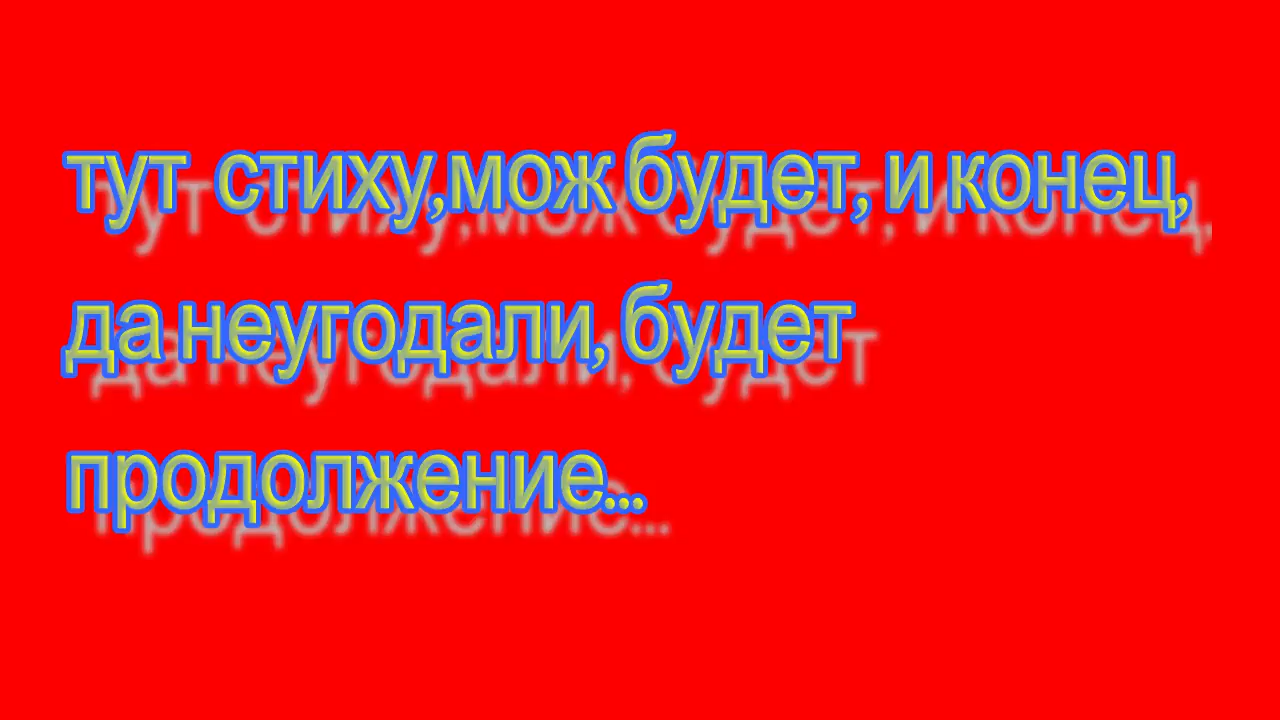 тут стиху,мож будет, и конец,
да неугодали, будет
продолжение...